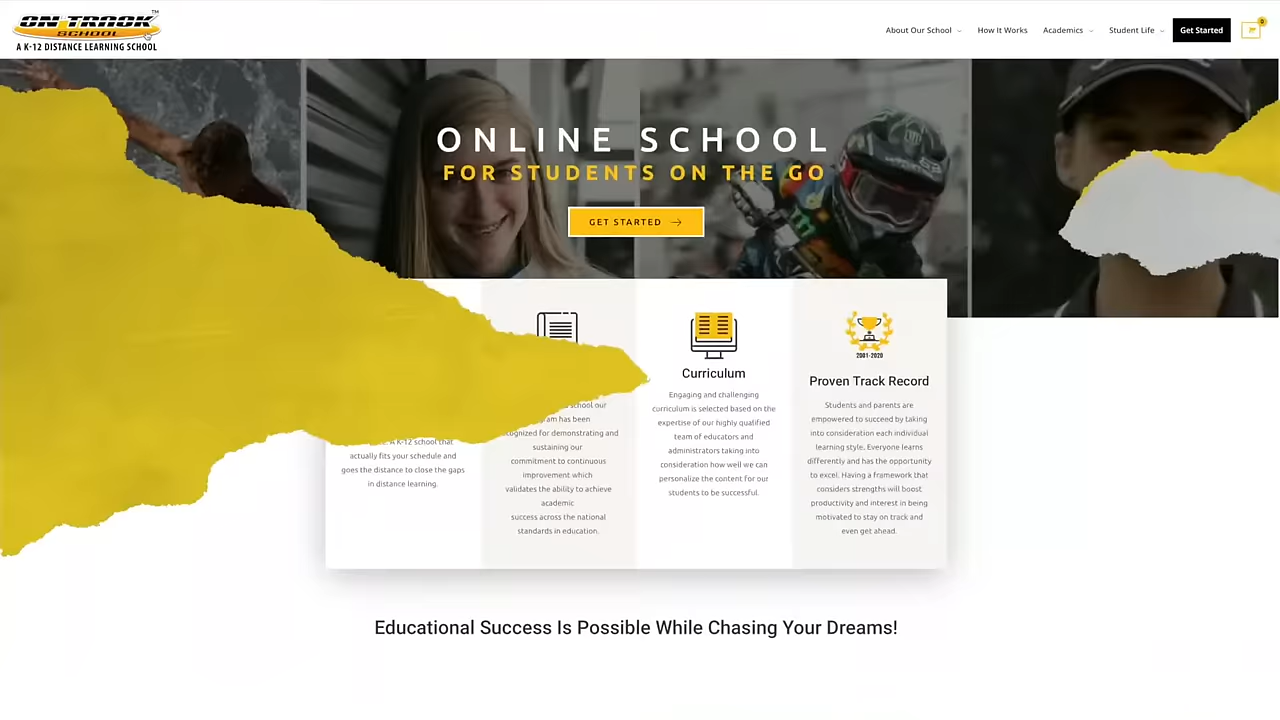 ON TRACK
TM
SCHOOL
A K-12 DISTANCE LEARNING SCHOOL
About Our School
How It Works
Academics
Student Life
Get Started
0
ONLINE SCHOOL
FOR STUDENTS ON THE GO
GET STARTED
A K-12 school that
actually fits your schedule and
goes the distance to close the gaps
in distance learning.
school our
has been
for demonstrating and
sustaining our
commitment to continuous
improvement which
validates the ability to achieve
academic
success across the national
standards in education.
Curriculum
Engaging and challenging
curriculum is selected based on the
expertise of our highly qualified
team of educators and
administrators taking into
consideration how well we can
personalize the content for our
students to be successful.
2001-2020
Proven Track Record
Students and parents are
empowered to succeed by taking
into consideration each individual
learning style. Everyone learns
differently and has the opportunity
to excel. Having a framework that
considers strengths will boost
productivity and interest in being
motivated to stay on track and
even get ahead.
Educational Success Is Possible While Chasing Your Dreams!